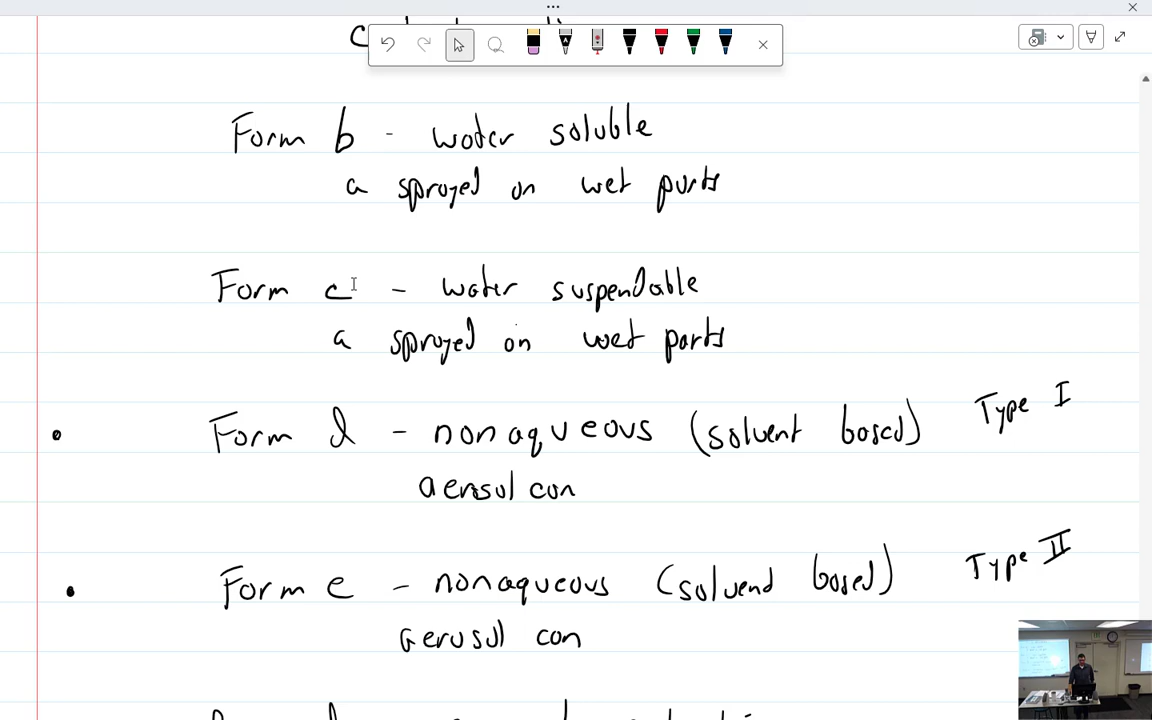 Form b - water soluble
a sprayed on wet parts
Form c - water suspendable
a sprayed on wet parts
Form d - nonaqueous (solvent based) Type I
aerosol can
Form e - nonaqeous (solvend based) Type II
aerosol can